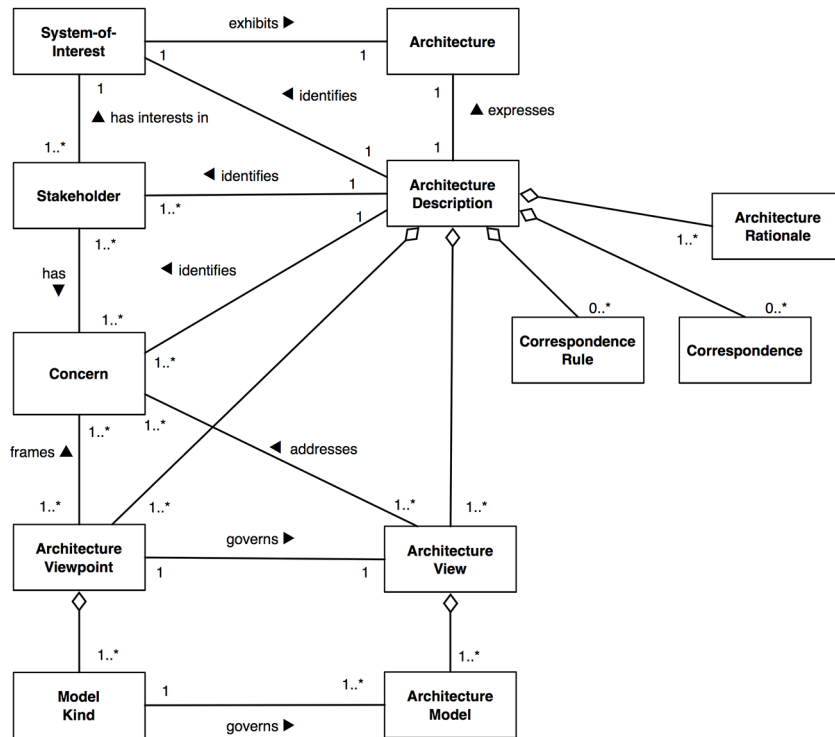 System-of-
Interest
exhibits ▶
Architecture
1
1
1
◀ identifies
1
1
▲ has interests in
▲ expresses
1..*
1
1
Stakeholder
◀ identifies
1
1..*
Architecture
Description
1
1..*
Architecture
Rationale
1..*
has
▼
◀ identifies
1..*
1..*
0..*
0..*
Concern
Correspondence
Rule
Correspondence
1..*
1..*
frames ▲
◀ addresses
1..*
1..*
1..*
1..*
Architecture
Viewpoint
governs ▶
1
1
Architecture
View
1..*
1..*
Model
Kind
1
1..*
governs ▶
Architecture
Model